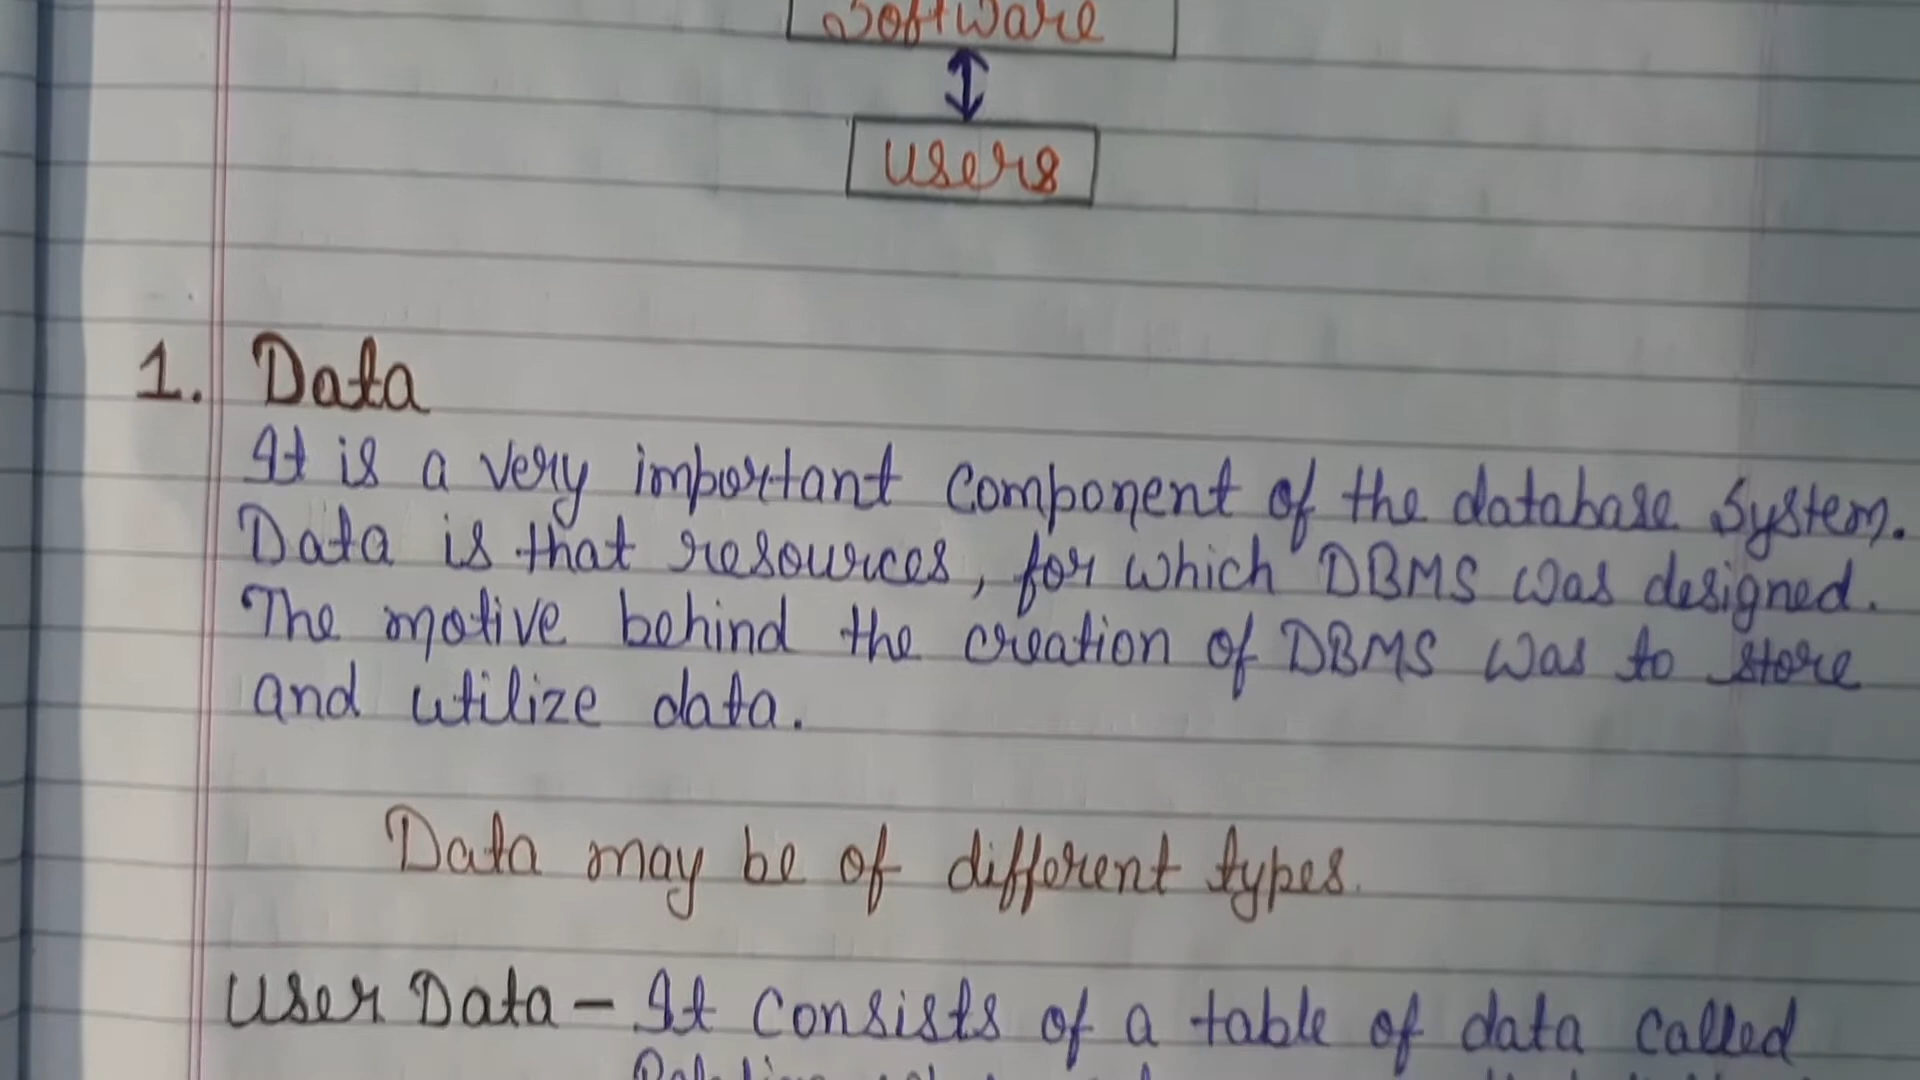 Software
Users
1. Data
It is a very important component of the database system.
Data is that resources, for which DBMS was designed.
The motive behind the creation of DBMS was to store
and utilize data.
Data may be of different types.
User Data - It consists of a table of data called